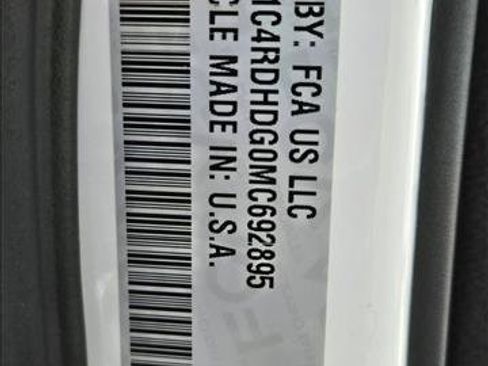 BY: FCA US LLC
1C4RDHDG0MC692895
CLE MADE IN: U.S.A.